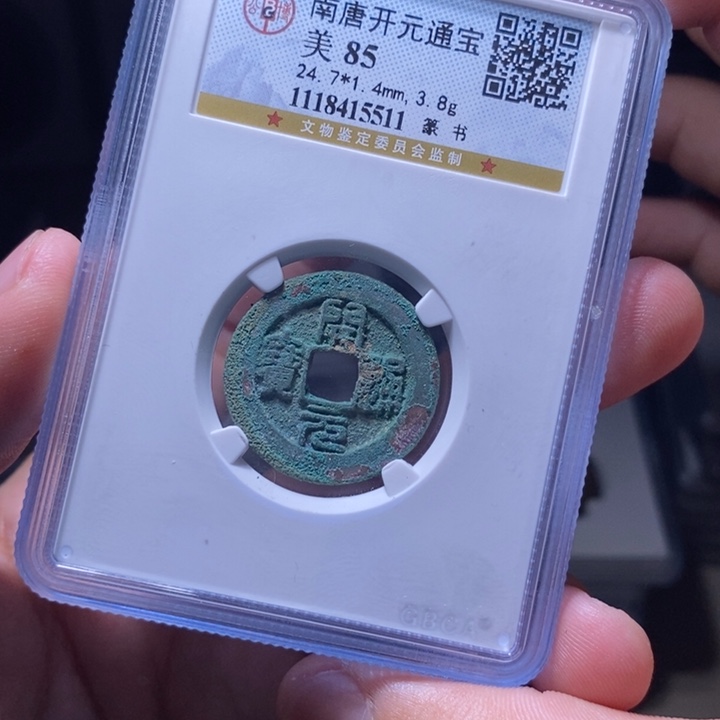 南唐开元通宝
美 85
24.7*1.4mm, 3.8g
1118415511 篆书
文物鉴定委员会监制
開元通寶
GBCA®